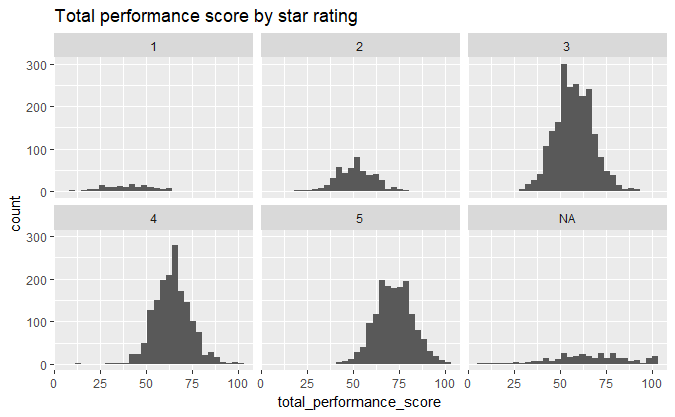 Total performance score by star rating
1 2 3
300
200
100
0
4 5 NA
300
200
100
0
count
0 25 50 75 100 0 25 50 75 100 0 25 50 75 100
total_performance_score